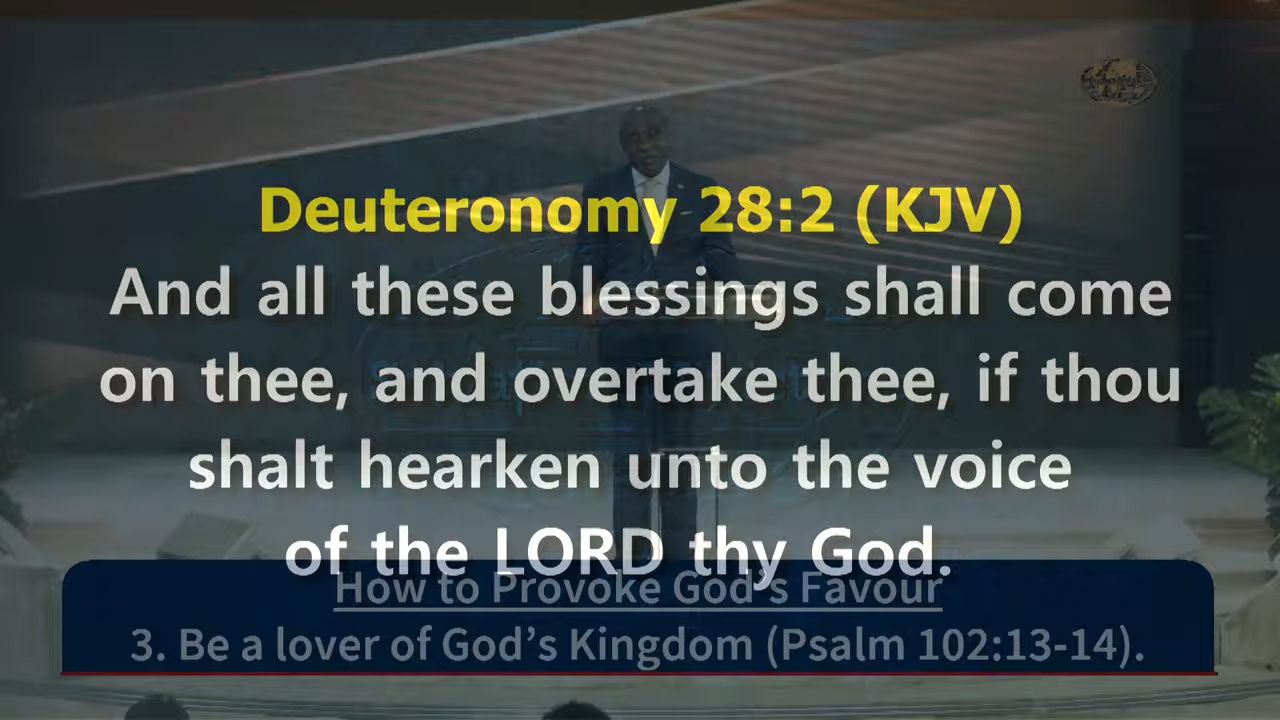 Deuteronomy 28:2 (KJV)
And all these blessings shall come
on thee, and overtake thee, if thou
shalt hearken unto the voice
of the LORD thy God.
How to Provoke God's Favour
3. Be a lover of God's Kingdom (Psalm 102:13-14).